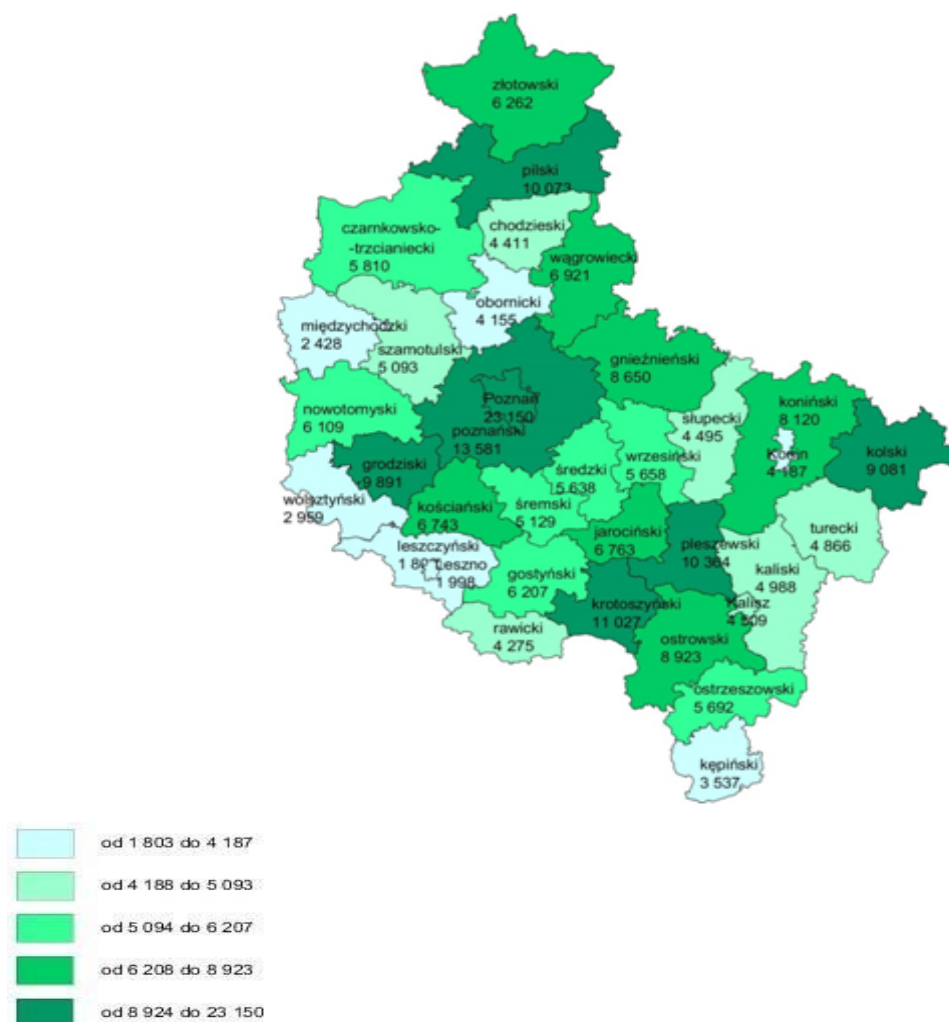 złotowski
6 262
pilski
10 073
chodzieski
4 411
czarnkowsko-
-trzcianecki
5 810
wągrowiecki
6 921
obornicki
4 155
międzychodzki
2 428
szamotulski
5 093
gnieźnieński
8 650
Poznań
23 150
poznański
13 581
nowotomyski
6 109
słupecki
4 495
koniński
8 120
Konin
4 187
kolski
9 081
grodziski
9 891
średzki
5 638
wrzesiński
5 658
wolsztyński
2 959
kościański
6 743
śremski
5 129
jarociński
6 763
pleszewski
10 364
turecki
4 866
leszczyński
Leszno
1 998
kaliski
4 988
gostyński
6 207
krotoszyński
11 027
Kalisz
4 509
rawicki
4 275
ostrowski
8 923
ostrzeszowski
5 692
kępiński
3 537
od 1 803 do 4 187
od 4 188 do 5 093
od 5 094 do 6 207
od 6 208 do 8 923
od 8 924 do 23 150